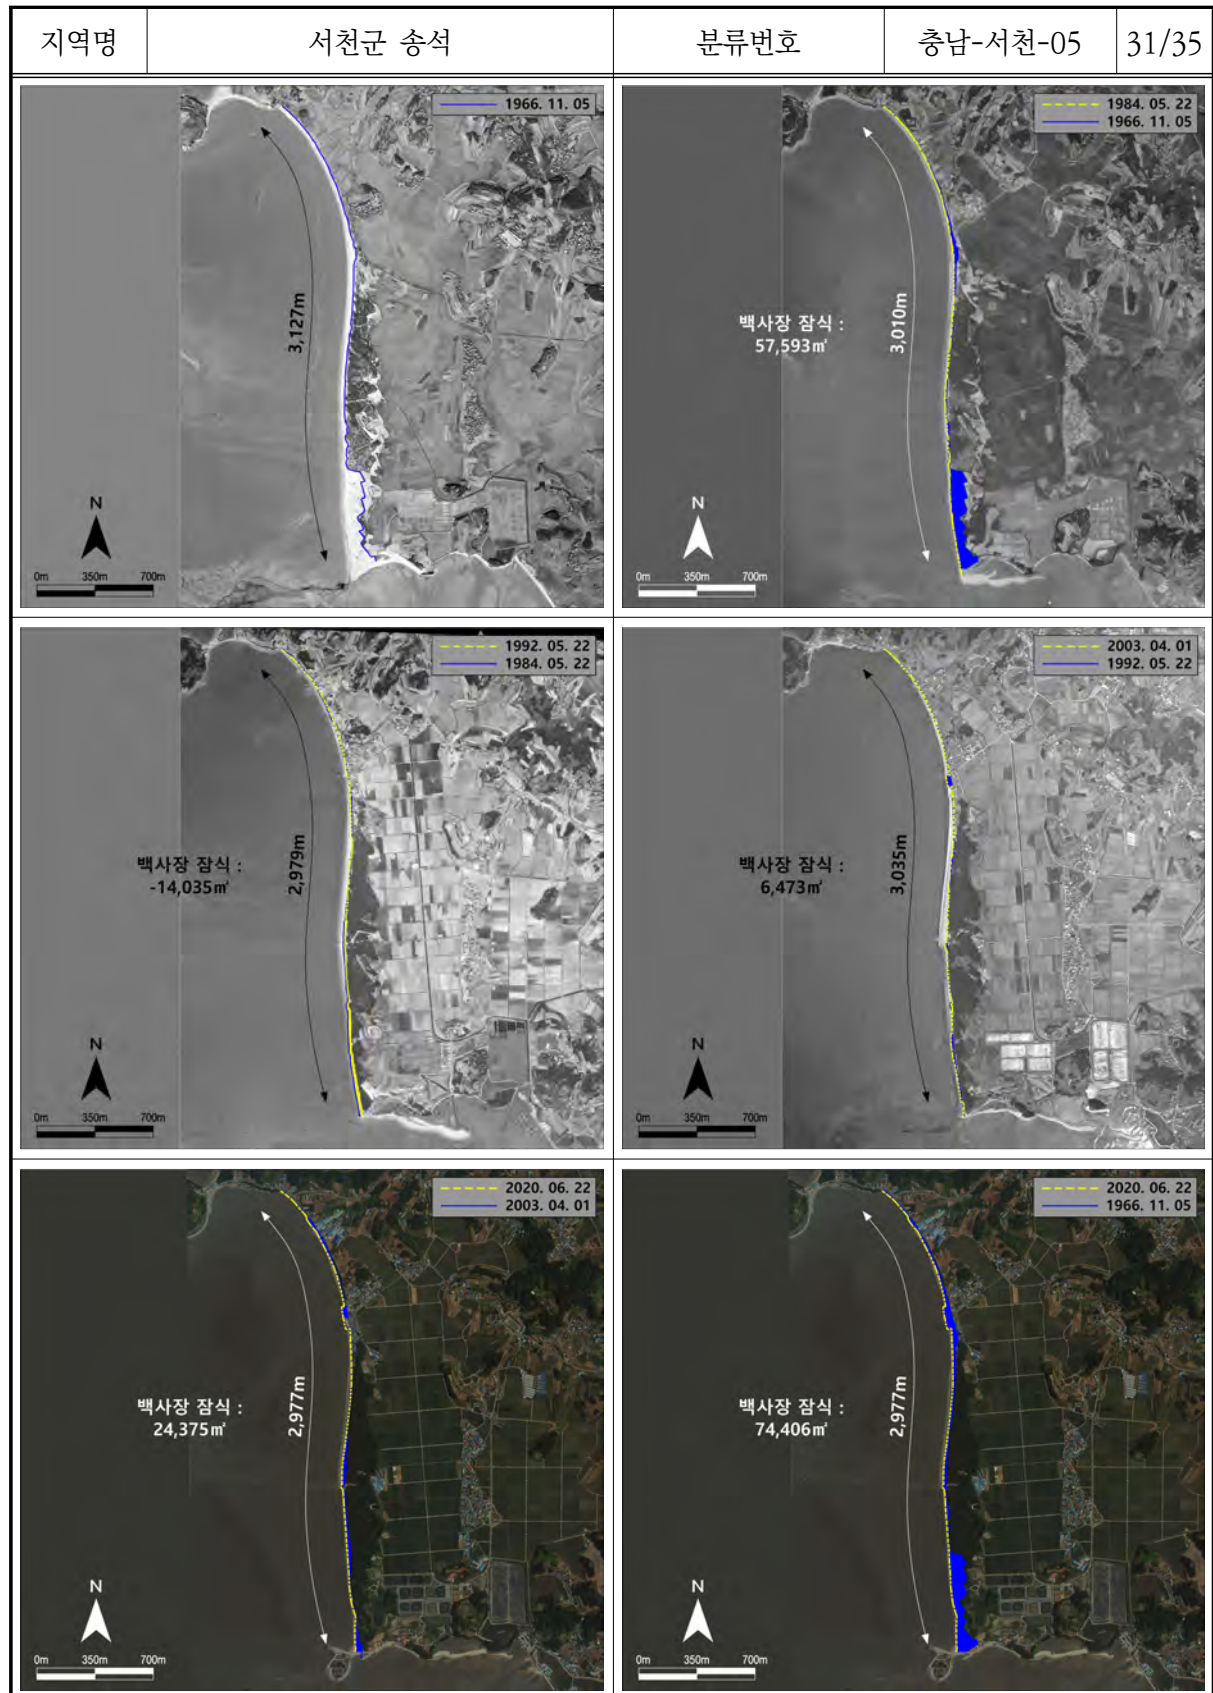 지역명 서천군 송석 분류번호 충남-서천-05 31/35
1966. 11. 05
3,127m
N
0m 350m 700m
1984. 05. 22
1966. 11. 05
백사장 잠식 :
57,593㎡
3,010m
N
0m 350m 700m
1992. 05. 22
1984. 05. 22
백사장 잠식 :
-14,035㎡
2,979m
N
0m 350m 700m
2003. 04. 01
1992. 05. 22
백사장 잠식 :
6,473㎡
3,035m
N
0m 350m 700m
2020. 06. 22
2003. 04. 01
백사장 잠식 :
24,375㎡
2,977m
N
0m 350m 700m
2020. 06. 22
1966. 11. 05
백사장 잠식 :
74,406㎡
2,977m
N
0m 350m 700m